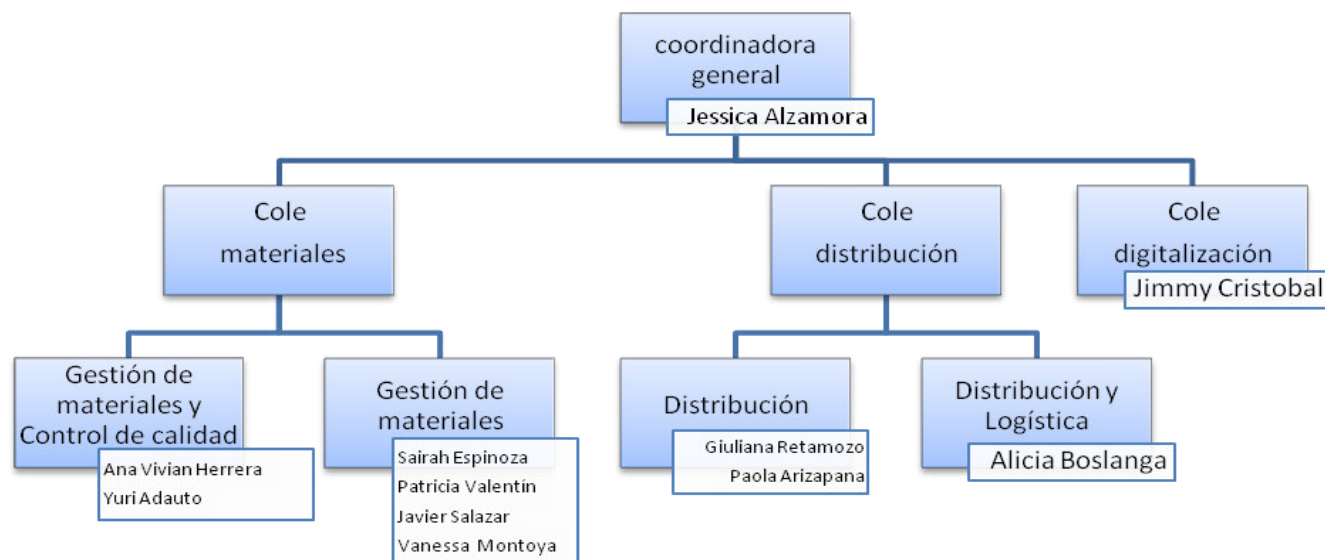 coordinadora
general
Jessica Alzamora
Cole
materiales
Cole
distribución
Cole
digitalización
Jimmy Cristobal
Gestión de
materiales y
Control de calidad
Ana Vivian Herrera
Yuri Adauto
Gestión de
materiales
Sairah Espinoza
Patricia Valentín
Javier Salazar
Vanessa Montoya
Distribución
Giuliana Retamozo
Paola Arizapana
Distribución y
Logística
Alicia Boslanga